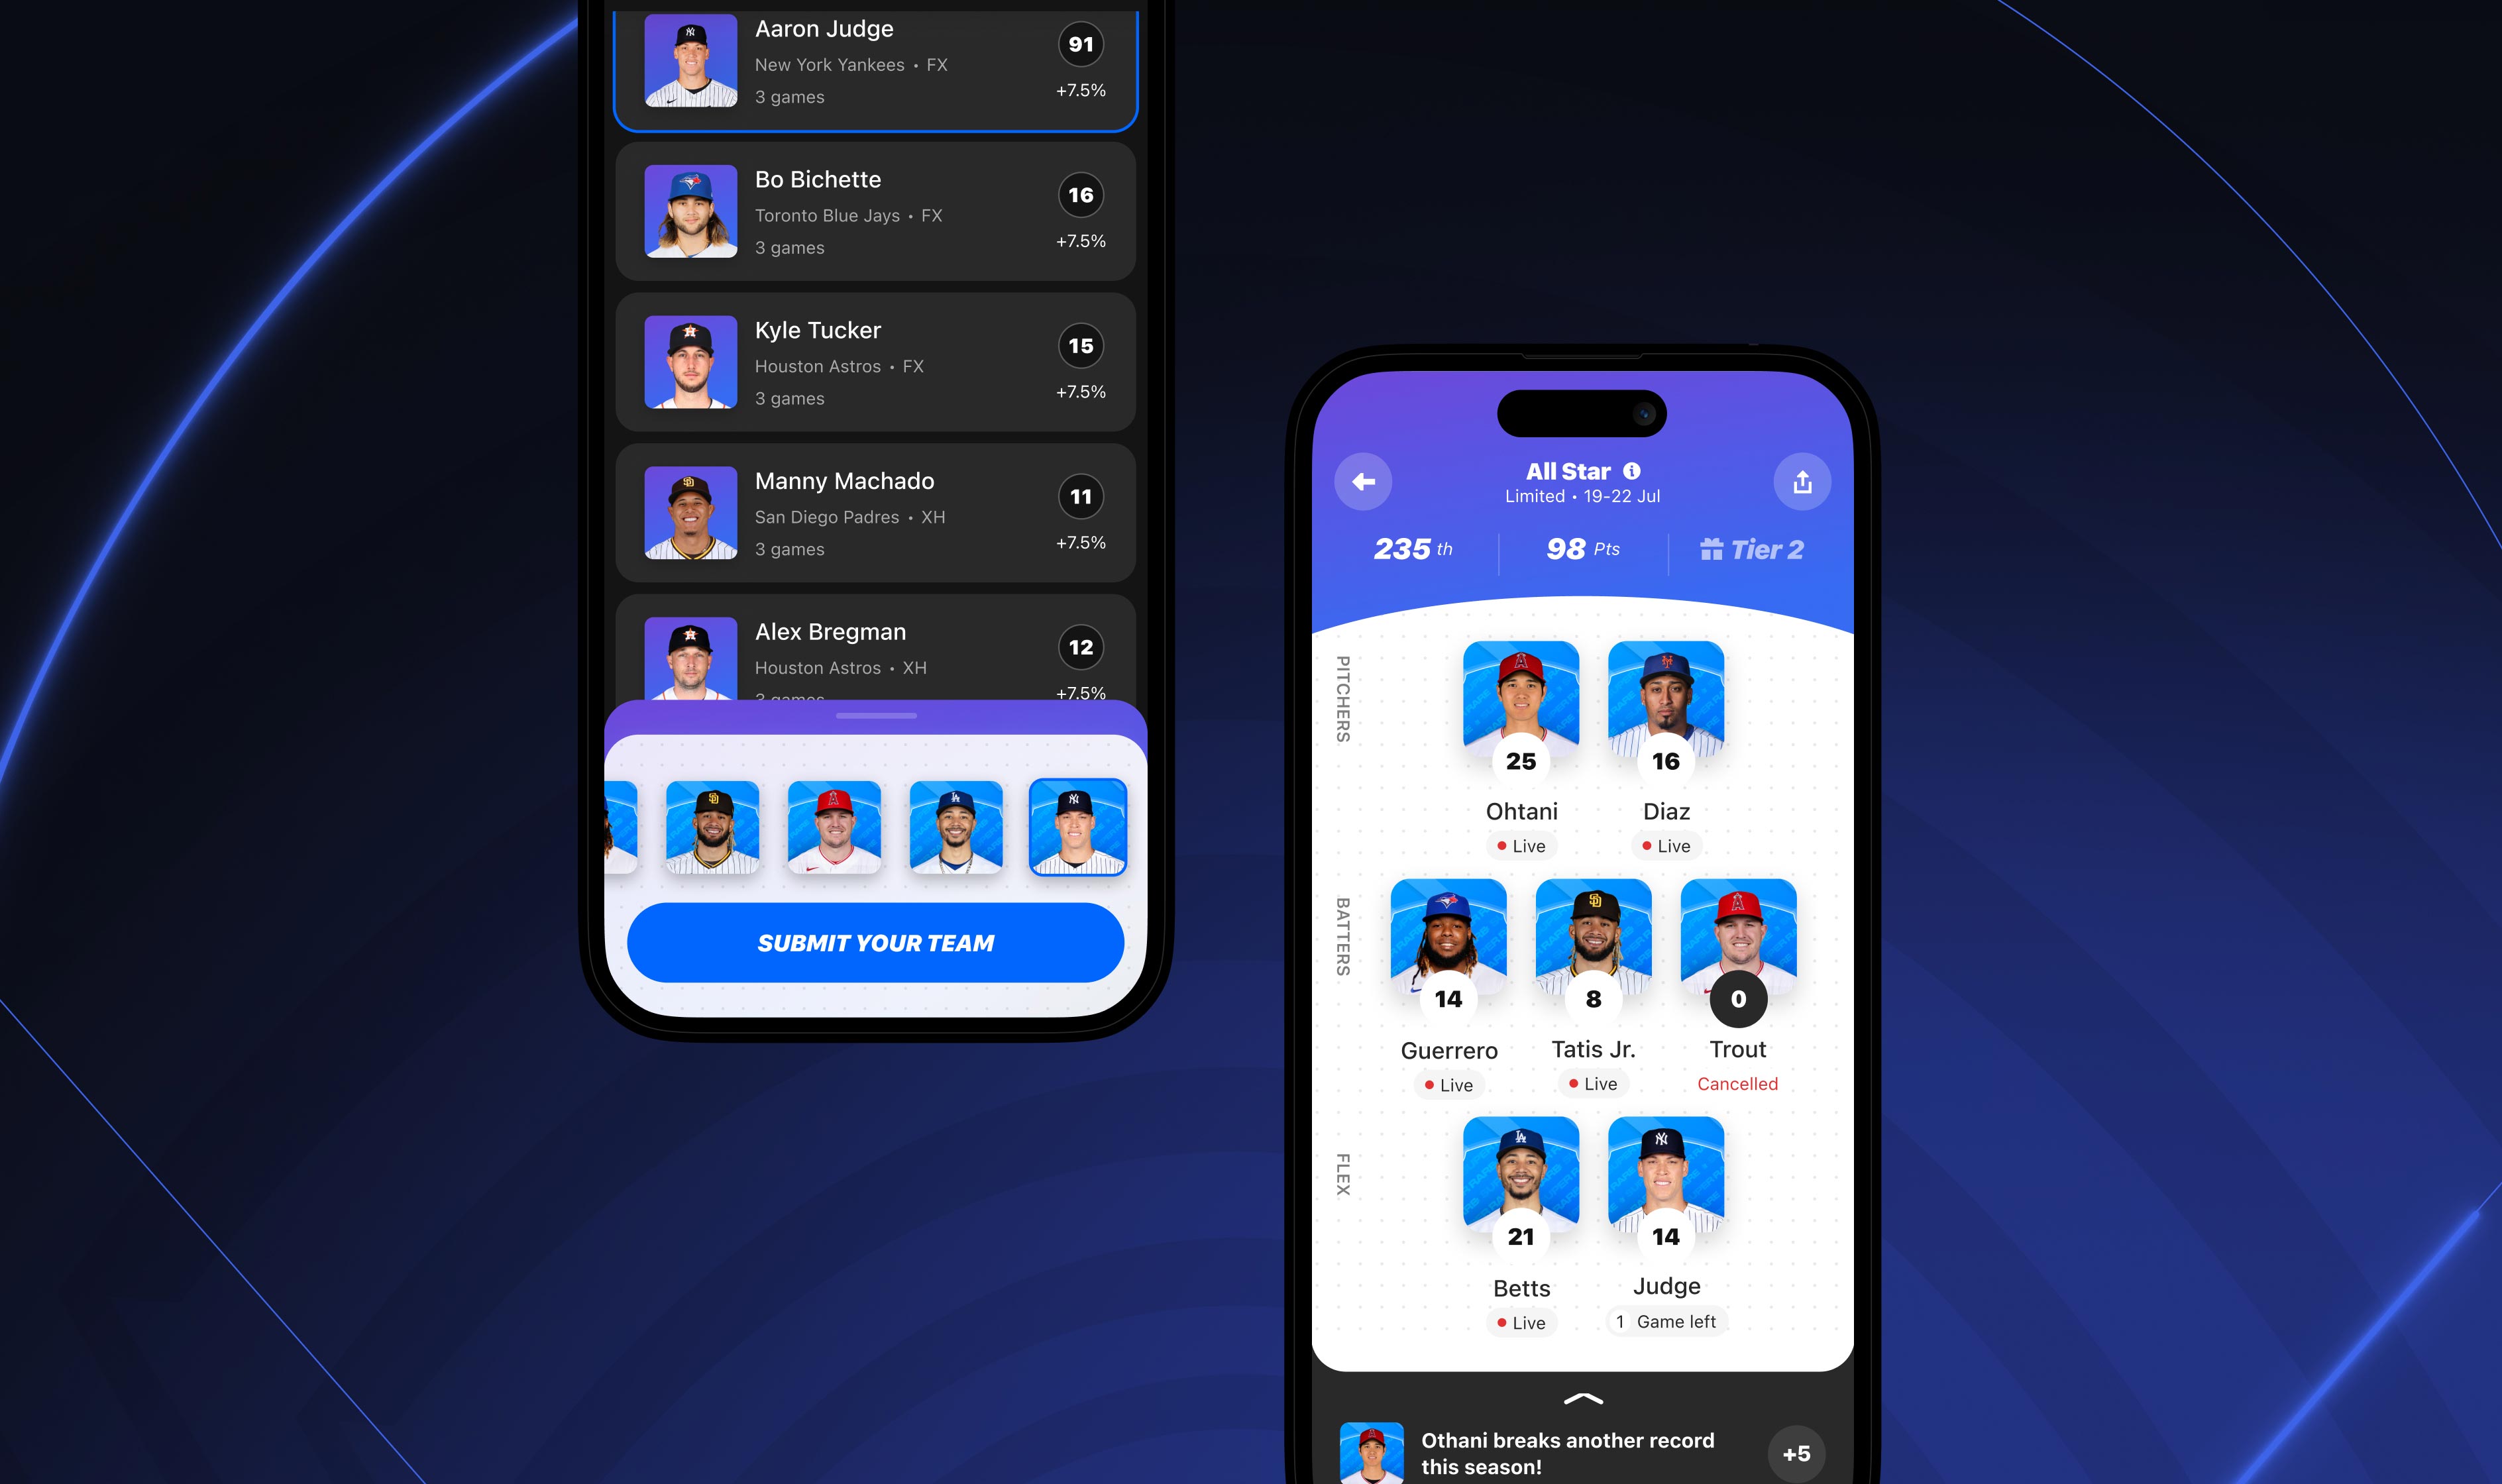 Aaron Judge
91
New York Yankees • FX
+7.5%
3 games
Bo Bichette
16
Toronto Blue Jays • FX
+7.5%
3 games
Kyle Tucker
15
Houston Astros • FX
+7.5%
3 games
Manny Machado
11
San Diego Padres • XH
+7.5%
3 games
Alex Bregman
12
Houston Astros • XH
+7.5%
3 games
SUBMIT YOUR TEAM
All Star
Limited • 19-22 Jul
235 th
98 Pts
Tier 2
PITCHERS
25
16
Ohtani
Diaz
Live
Live
BATTERS
14
8
0
Guerrero
Tatis Jr.
Trout
Live
Live
Cancelled
FLEX
21
14
Betts
Judge
Live
1 Game left
Othani breaks another record
this season!
+5